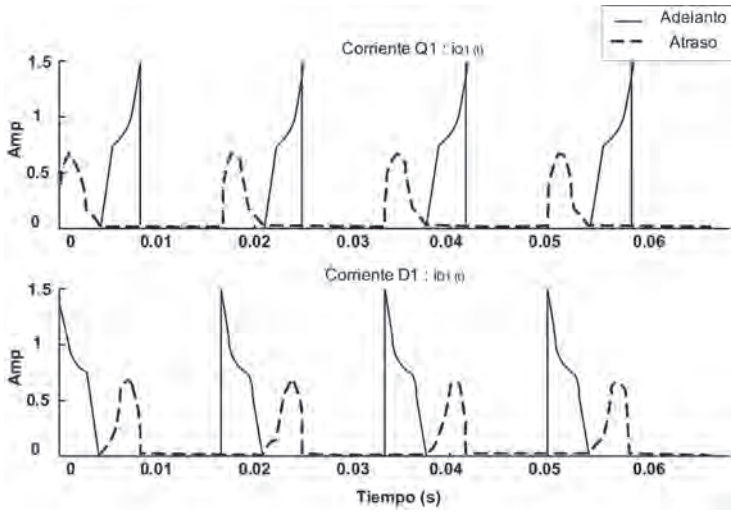 Adelanto
Atraso
Corriente Q1 : iQ1 (t)
Amp
1.5
1
0.5
0
0 0.01 0.02 0.03 0.04 0.05 0.06
Corriente D1 : iD1 (t)
Amp
1.5
1
0.5
0
0 0.01 0.02 0.03 0.04 0.05 0.06
Tiempo (s)